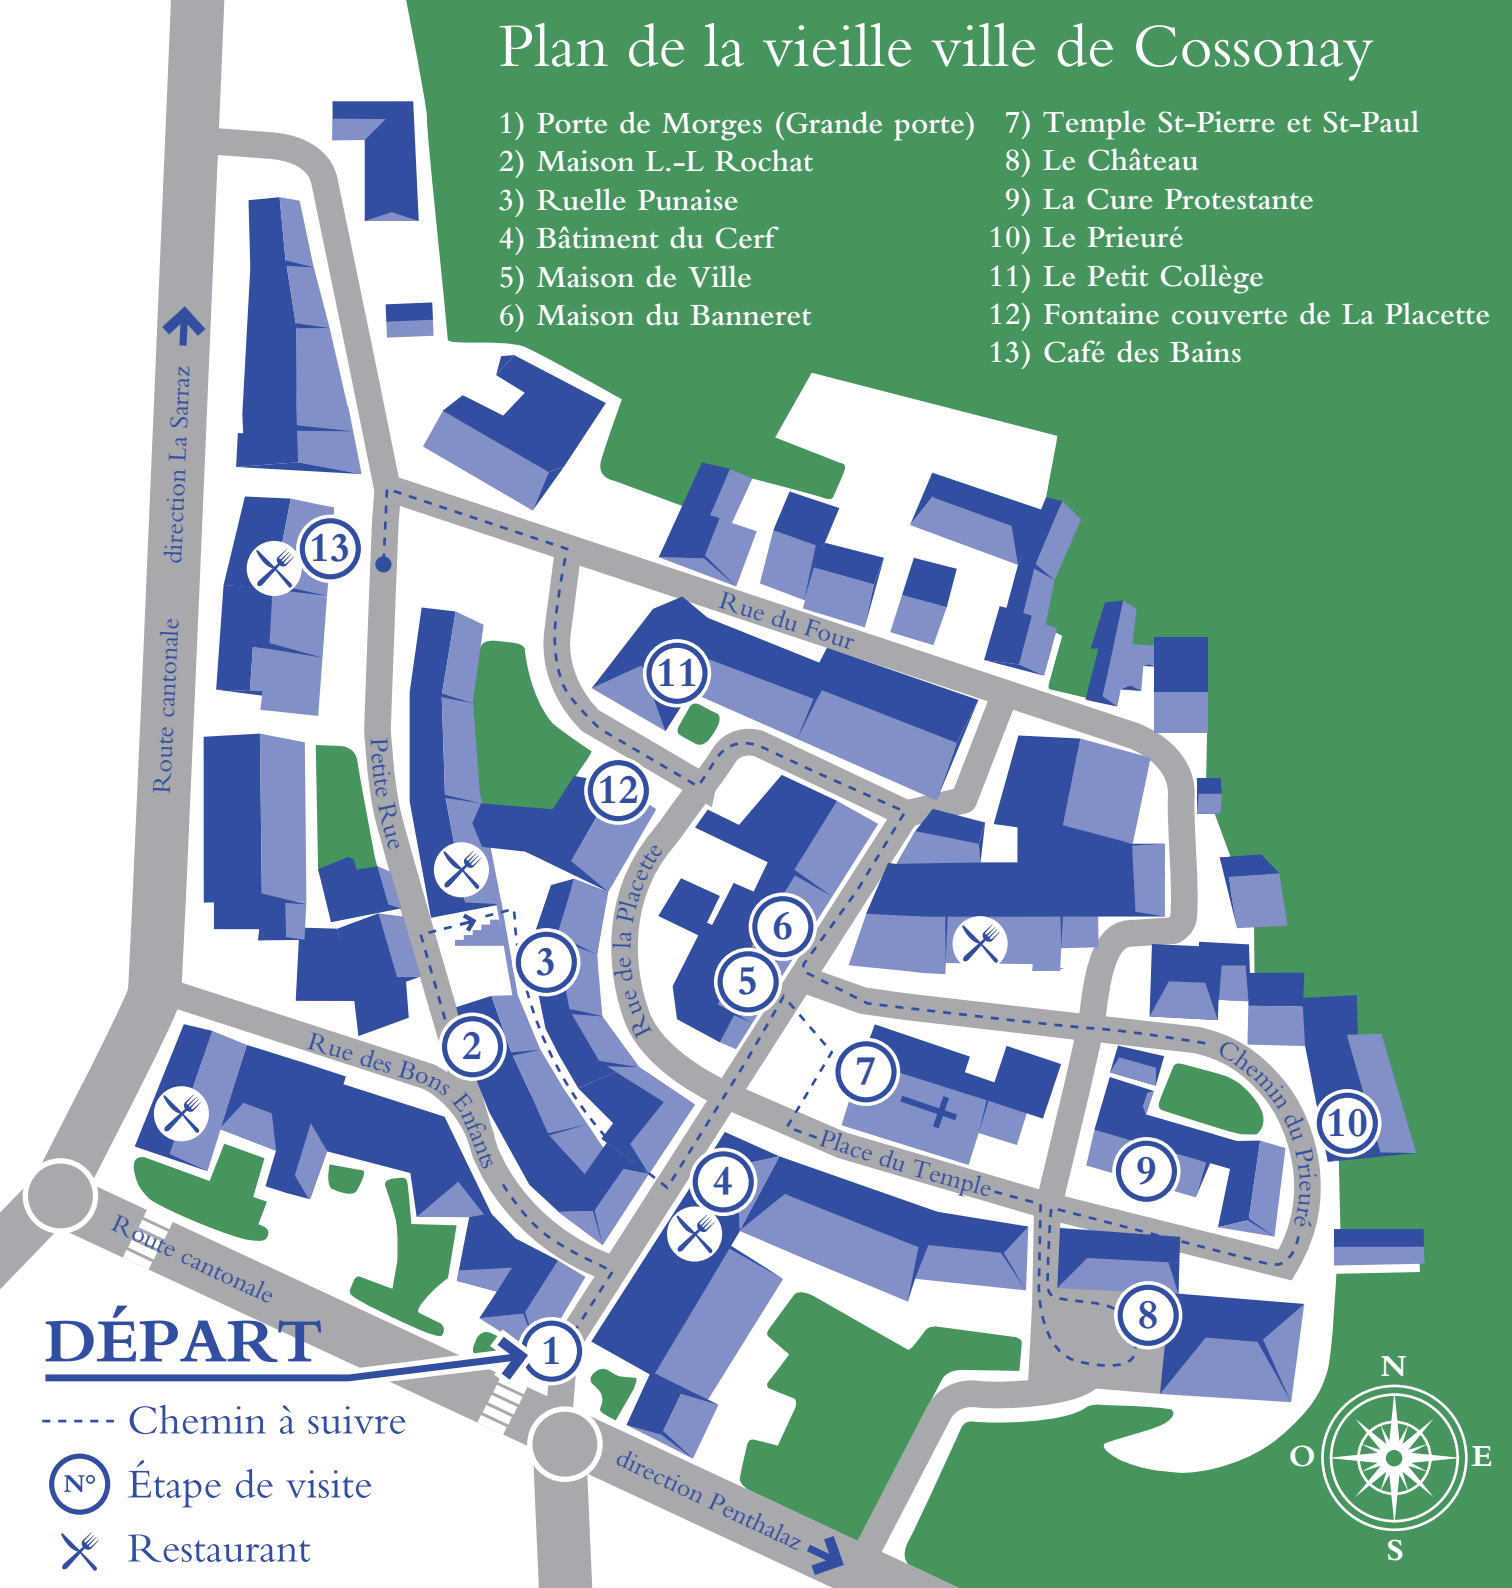 Plan de la vieille ville de Cossonay
1) Porte de Morges (Grande porte)
2) Maison L.-L Rochat
3) Ruelle Punaise
4) Bâtiment du Cerf
5) Maison de Ville
6) Maison du Banneret
7) Temple St-Pierre et St-Paul
8) Le Château
9) La Cure Protestante
10) Le Prieuré
11) Le Petit Collège
12) Fontaine couverte de La Placette
13) Café des Bains
direction La Sarraz
Route cantonale
13
Rue du Four
11
Petite Rue
12
Rue de la Placette
6
3
5
2
Rue des Bons Enfants
7
Chemin du Prieuré
10
Place du Temple
9
4
Route cantonale
8
1
DÉPART
Chemin à suivre
N° Étape de visite
Restaurant
direction Penthalaz
N
O
E
S